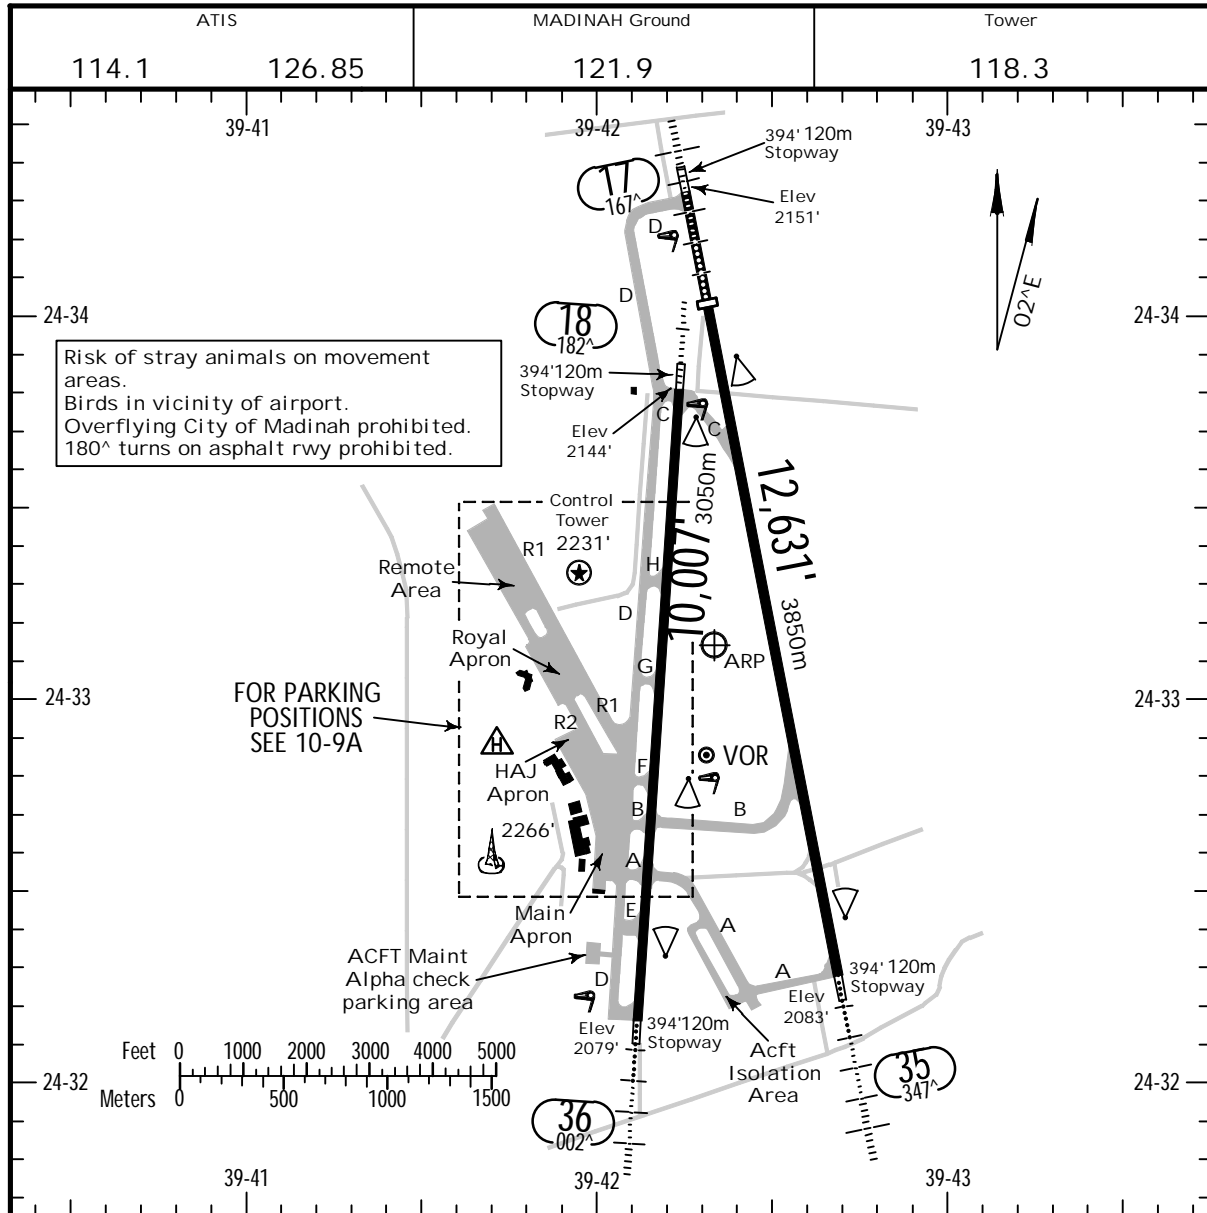 ATIS
MADINAH Ground
Tower
114.1 126.85
121.9
118.3
39-41
39-42
39-43
394' 120m
Stopway
17
167^
Elev
2151'
D
02^E
D
24-34
24-34
18
182^
Risk of stray animals on movement
areas.
Birds in vicinity of airport.
Overflying City of Madinah prohibited.
180^ turns on asphalt rwy prohibited.
394'120m
Stopway
Elev
2144'
C
C
12,631'
3850m
10,007'
3050m
Control
Tower
2231'
R1
Remote
Area
H
D
Royal
Apron
ARP
G
FOR PARKING
POSITIONS
SEE 10-9A
24-33
24-33
R1
R2
H
VOR
HAJ
Apron
F
B
B
2266'
A
Main
Apron
E
A
ACFT Maint
Alpha check
parking area
D
A
394' 120m
Stopway
Elev
2083'
Elev
2079'
394'120m
Stopway
Acft
Isolation
Area
Feet 0 1000 2000 3000 4000 5000
Meters 0 500 1000 1500
24-32
24-32
35
347^
36
002^
39-41
39-42
39-43